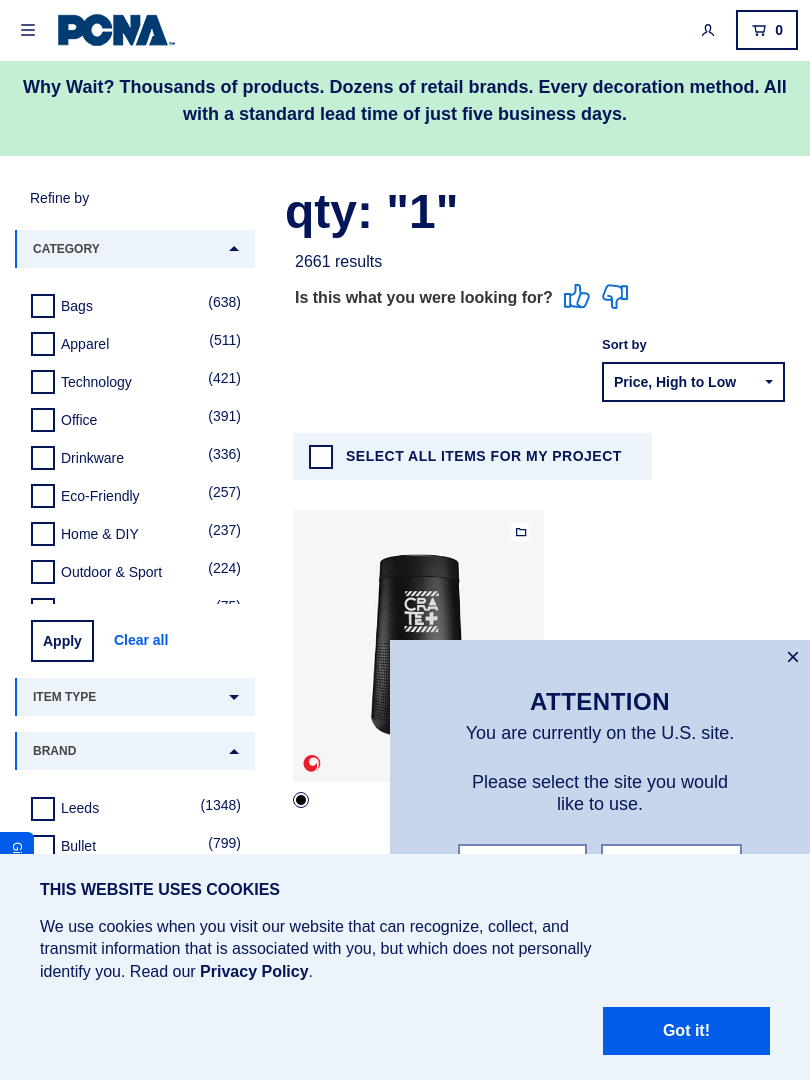 PCNA
0
Why Wait? Thousands of products. Dozens of retail brands. Every decoration method. All
with a standard lead time of just five business days.
Refine by
qty: "1"
CATEGORY
2661 results
Is this what you were looking for?
Bags (638)
Apparel (511)
Technology (421)
Office (391)
Drinkware (336)
Eco-Friendly (257)
Home & DIY (237)
Outdoor & Sport (224)
Sort by
Price, High to Low
SELECT ALL ITEMS FOR MY PROJECT
CRA
TE+
Apply
Clear all
ITEM TYPE
BRAND
Leeds (1348)
Bullet (799)
ATTENTION
You are currently on the U.S. site.
Please select the site you would
like to use.
THIS WEBSITE USES COOKIES
We use cookies when you visit our website that can recognize, collect, and
transmit information that is associated with you, but which does not personally
identify you. Read our Privacy Policy.
Got it!